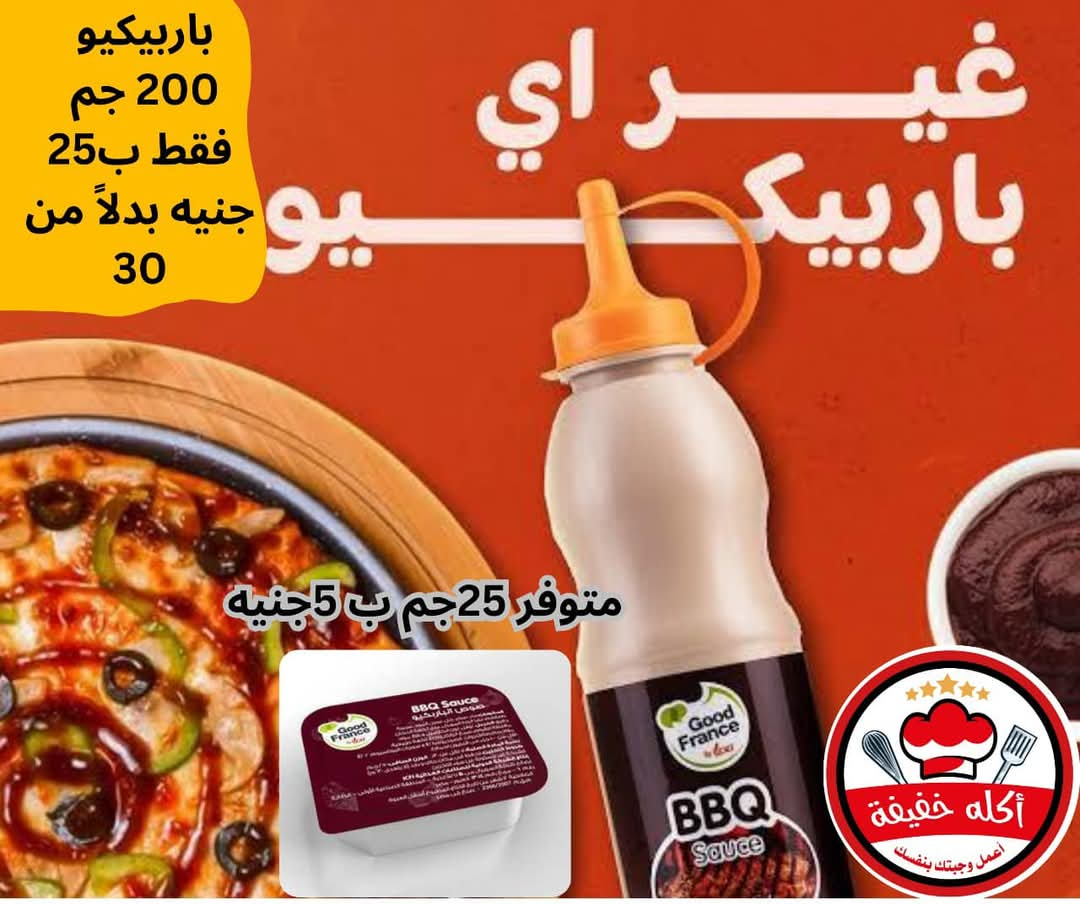 باربيكيو
200 جم
فقط ب25
جنيه بدلاً من
30
غير اي
باربيكيو
متوفر 25جم ب 5جنيه
BBQ Sauce
صوص الباربكيو
Good
France
Good
France
BBQ
Sauce
أكله خفيفة
اعمل وجبتك بنفسك